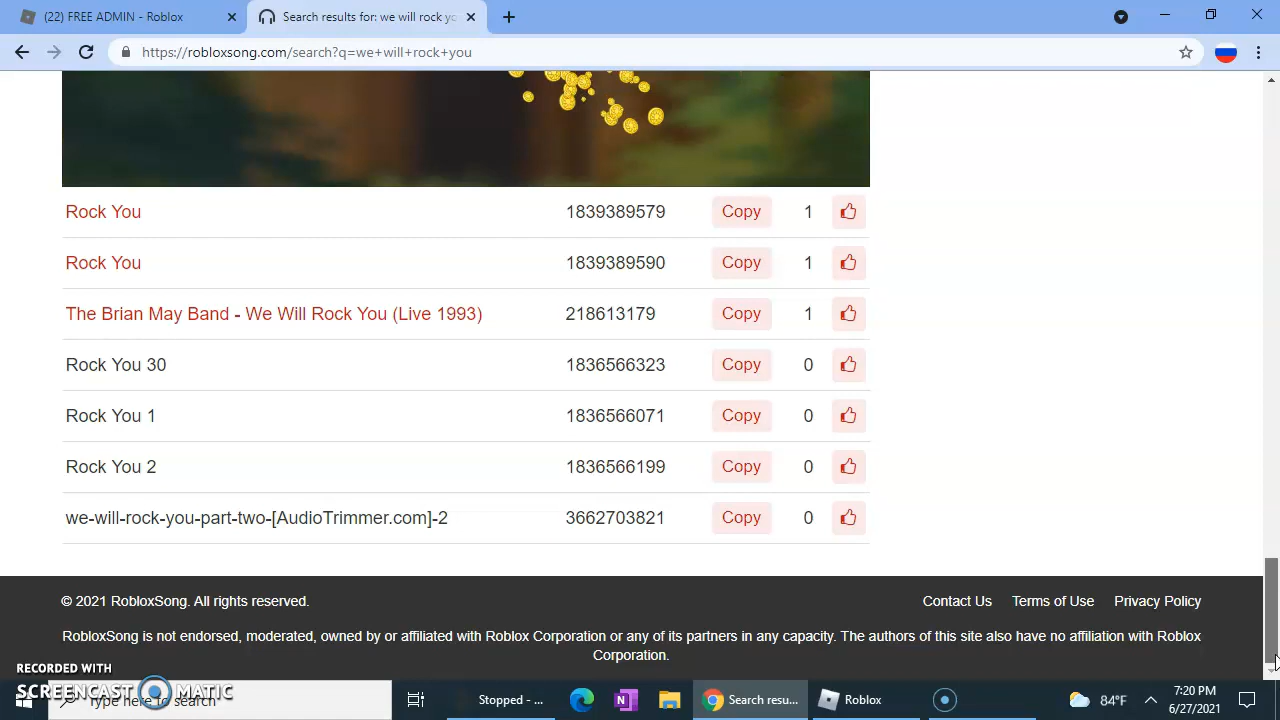 (22) FREE ADMIN - Roblox
Search results for: we will rock yo
https://robloxsong.com/search?q=we+will+rock+you
Rock You 1839389579 Copy 1
Rock You 1839389590 Copy 1
The Brian May Band - We Will Rock You (Live 1993) 218613179 Copy 1
Rock You 30 1836566323 Copy 0
Rock You 1 1836566071 Copy 0
Rock You 2 1836566199 Copy 0
we-will-rock-you-part-two-[AudioTrimmer.com]-2 3662703821 Copy 0
© 2021 RobloxSong. All rights reserved. Contact Us Terms of Use Privacy Policy
RobloxSong is not endorsed, moderated, owned by or affiliated with Roblox Corporation or any of its partners in any capacity. The authors of this site also have no affiliation with Roblox
Corporation.
RECORDED WITH
SCREENCAST MATIC
Type here to search
Stopped - ...
Search resu...
Roblox
84°F
7:20 PM
6/27/2021